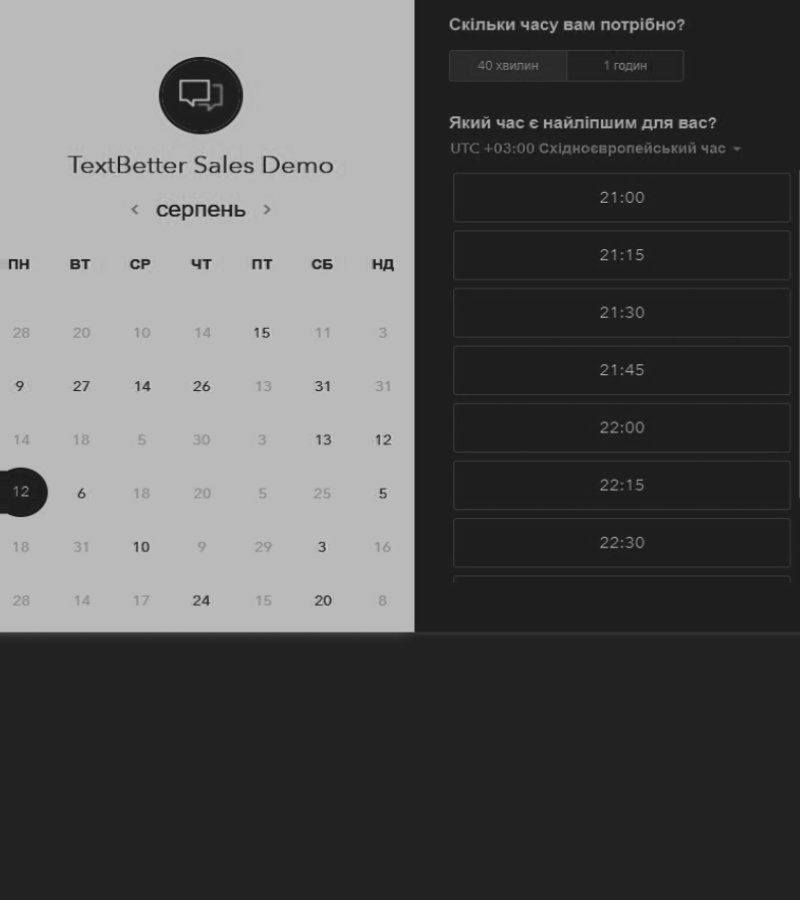 TextBetter Sales Demo
серпень
ПН ВТ СР ЧТ ПТ СБ НД
28 20 10 14 15 11 3
9 27 14 26 13 31 31
14 18 5 30 3 13 12
12 6 18 20 5 25 5
18 31 10 9 29 3 16
28 14 17 24 15 20 8
Скільки часу вам потрібно?
40 хвилин 1 годин
Який час є найліпшим для вас?
UTC +03:00 Східноєвропейський час
21:00
21:15
21:30
21:45
22:00
22:15
22:30